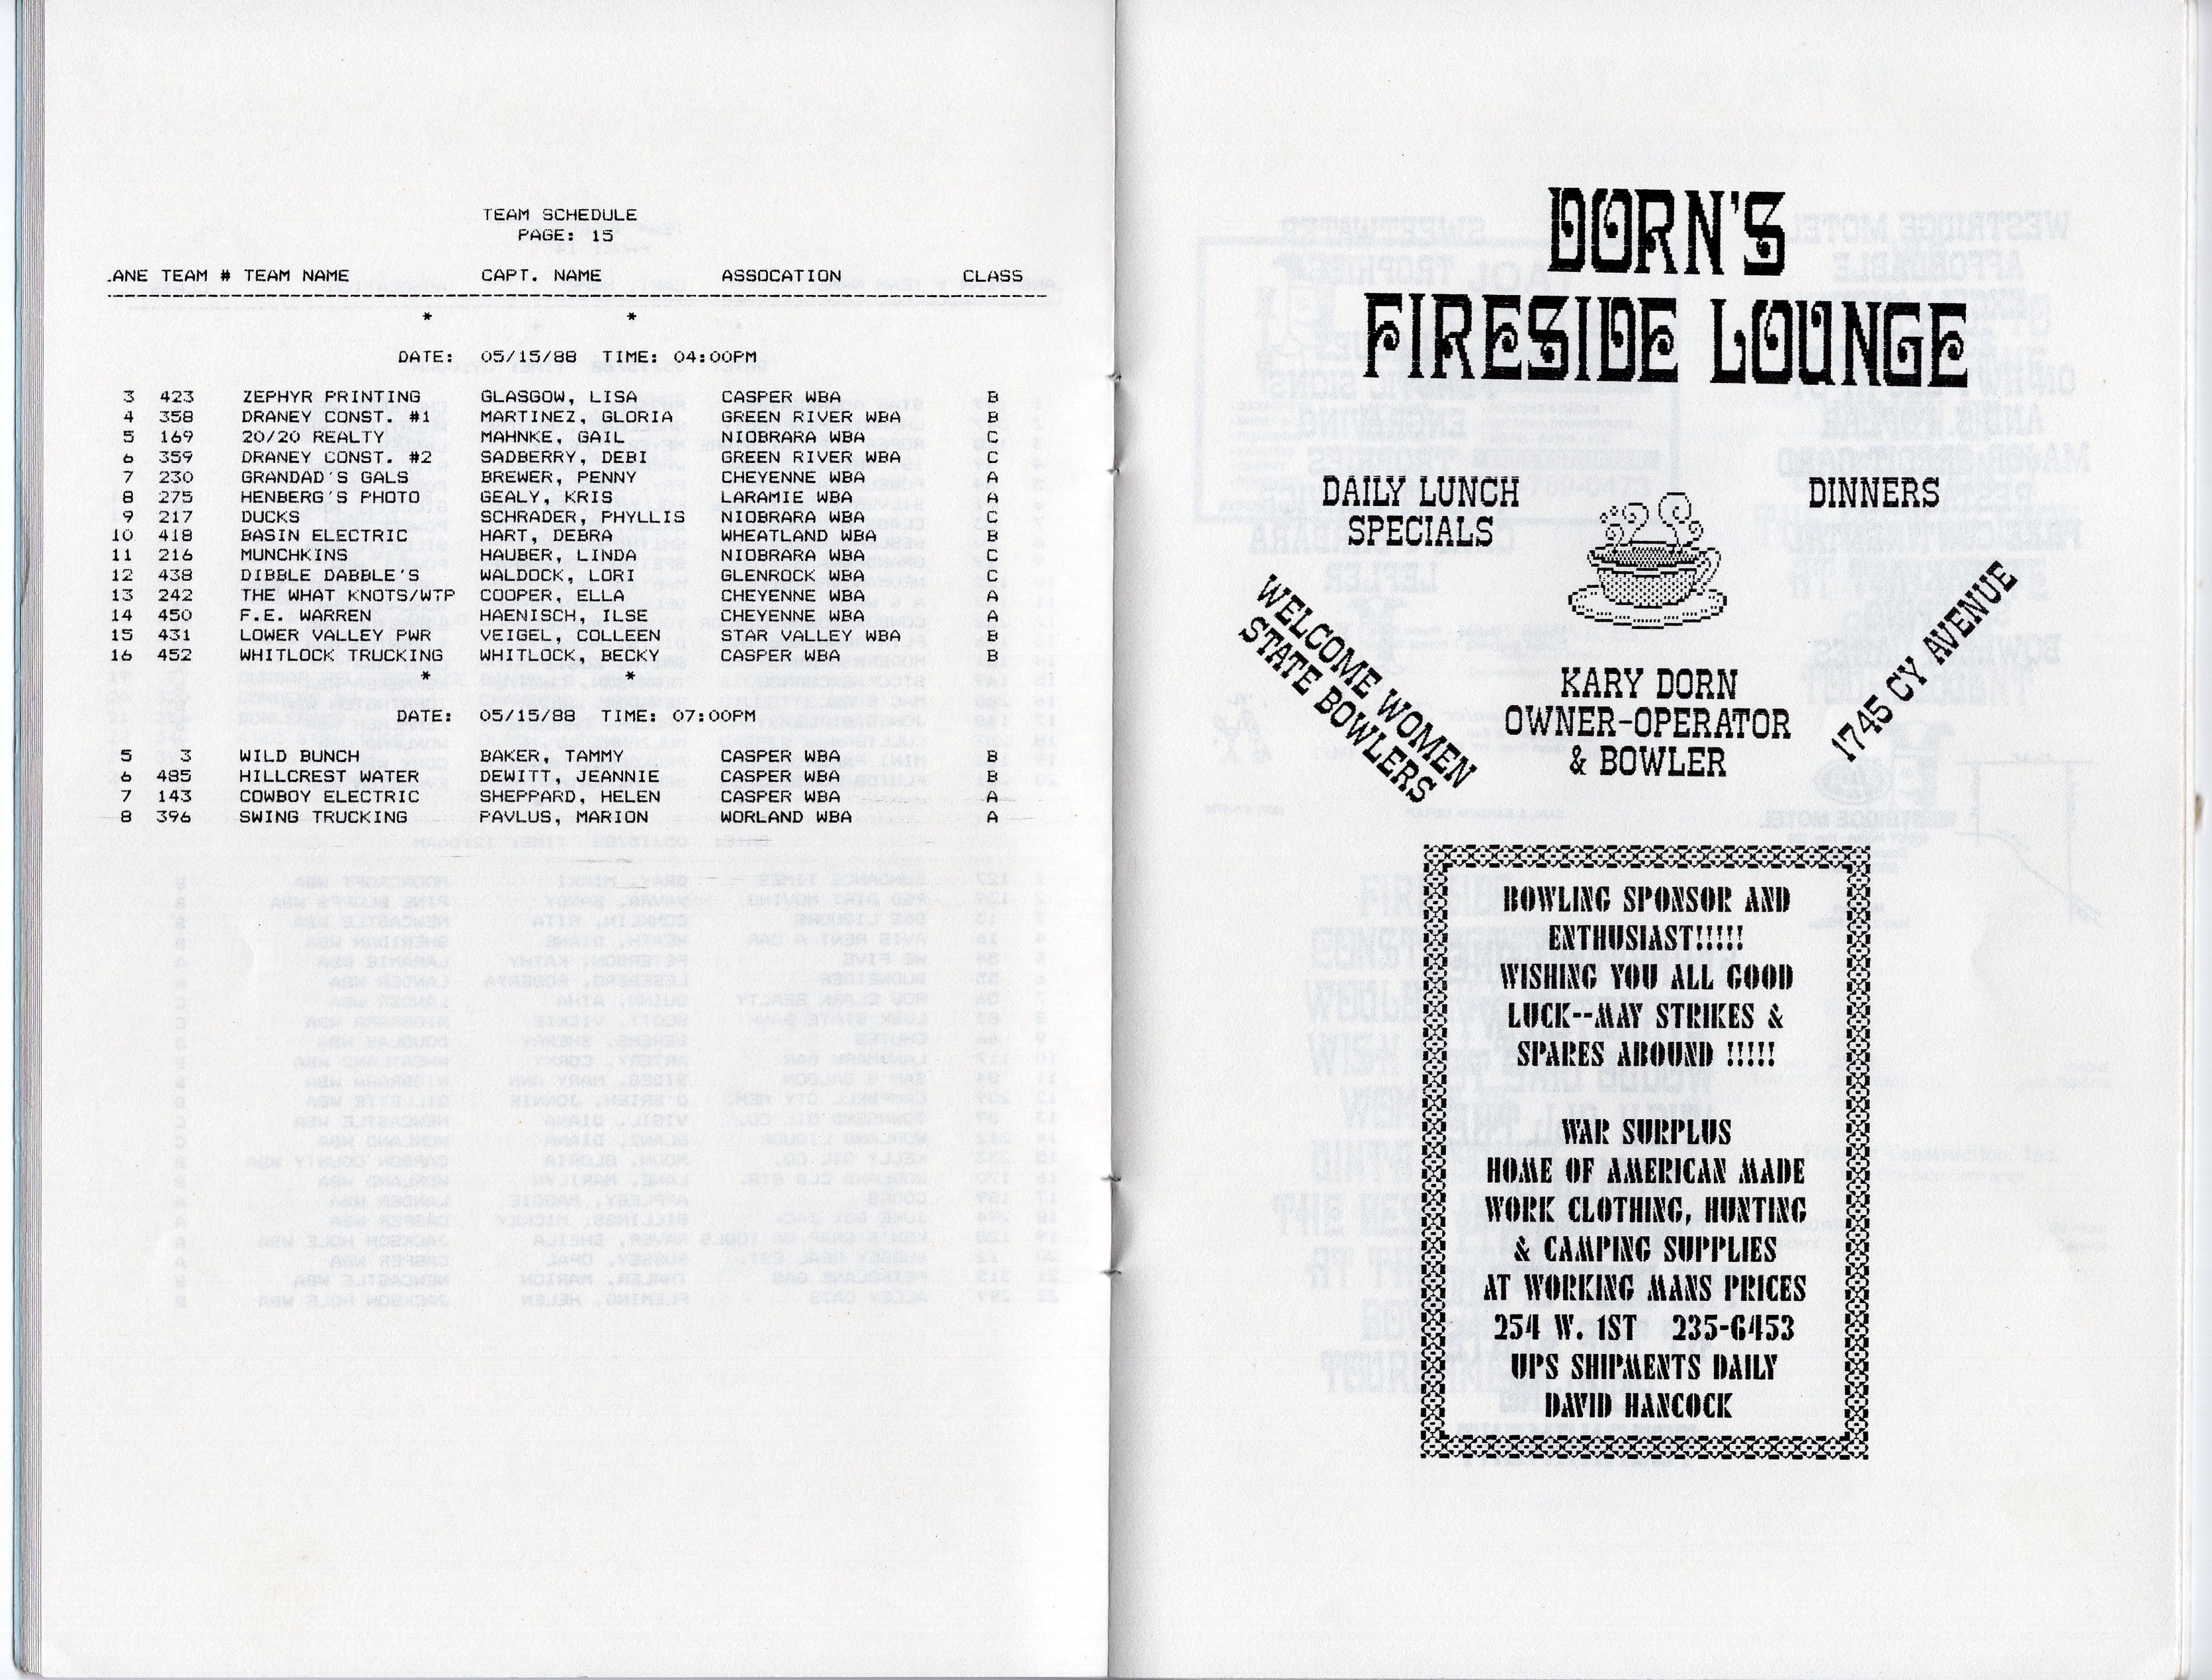 TEAM SCHEDULE
PAGE: 15
ANE TEAM # TEAM NAME CAPT. NAME ASSOCATION CLASS
* *
DATE: 05/15/88 TIME: 04:00PM
3 423 ZEPHYR PRINTING GLASGOW, LISA CASPER WBA B
4 358 DRANEY CONST. #1 MARTINEZ, GLORIA GREEN RIVER WBA B
5 169 20/20 REALTY MAHNKE, GAIL NIOBRARA WBA C
6 359 DRANEY CONST. #2 SADBERRY, DEBI GREEN RIVER WBA C
7 230 GRANDAD'S GALS BREWER, PENNY CHEYENNE WBA A
8 275 HENBERG'S PHOTO GEALY, KRIS LARAMIE WBA A
9 217 DUCKS SCHRADER, PHYLLIS NIOBRARA WBA C
10 418 BASIN ELECTRIC HART, DEBRA WHEATLAND WBA B
11 216 MUNCHKINS HAUBER, LINDA NIOBRARA WBA C
12 438 DIBBLE DABBLE'S WALDOCK, LORI GLENROCK WBA C
13 242 THE WHAT KNOTS/WTP COOPER, ELLA CHEYENNE WBA A
14 450 F.E. WARREN HAENISCH, ILSE CHEYENNE WBA A
15 431 LOWER VALLEY PWR VEIGEL, COLLEEN STAR VALLEY WBA B
16 452 WHITLOCK TRUCKING WHITLOCK, BECKY CASPER WBA B
* *
DATE: 05/15/88 TIME: 07:00PM
5 3 WILD BUNCH BAKER, TAMMY CASPER WBA B
6 485 HILLCREST WATER DEWITT, JEANNIE CASPER WBA B
7 143 COWBOY ELECTRIC SHEPPARD, HELEN CASPER WBA A
8 396 SWING TRUCKING PAVLUS, MARION WORLAND WBA A
DORN'S
FIRESIDE LOUNGE
DAILY LUNCH
SPECIALS
DINNERS
WELCOME WOMEN
STATE BOWLERS
1745 CY AVENUE
KARY DORN
OWNER-OPERATOR
& BOWLER
BOWLING SPONSOR AND
ENTHUSIAST!!!!!
WISHING YOU ALL GOOD
LUCK--MAY STRIKES &
SPARES ABOUND !!!!!
WAR SURPLUS
HOME OF AMERICAN MADE
WORK CLOTHING, HUNTING
& CAMPING SUPPLIES
AT WORKING MANS PRICES
254 W. 1ST 235-6453
UPS SHIPMENTS DAILY
DAVID HANCOCK